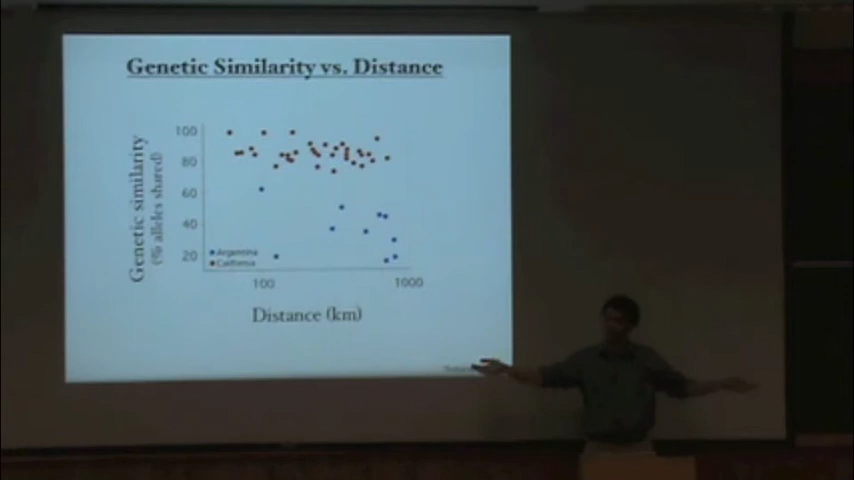 Genetic Similarity vs. Distance
Genetic similarity
(% alleles shared)
100
80
60
40
20
Argentina
California
100
1000
Distance (km)